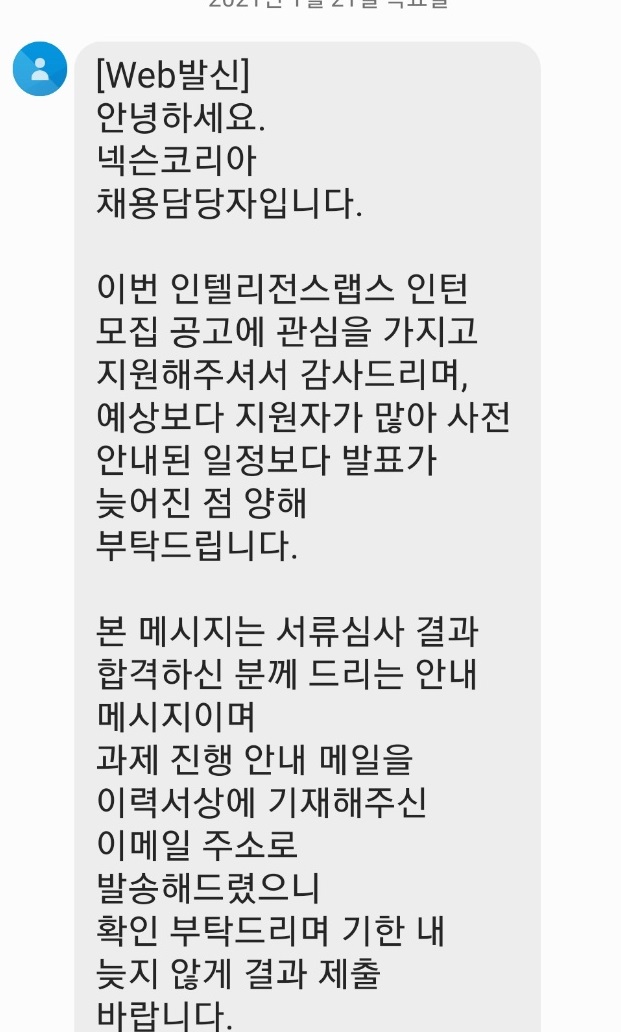 [Web발신]
안녕하세요.
넥슨코리아
채용담당자입니다.
이번 인텔리전스랩스 인턴
모집 공고에 관심을 가지고
지원해주셔서 감사드리며,
예상보다 지원자가 많아 사전
안내된 일정보다 발표가
늦어진 점 양해
부탁드립니다.
본 메시지는 서류심사 결과
합격하신 분께 드리는 안내
메시지이며
과제 진행 안내 메일을
이력서상에 기재해주신
이메일 주소로
발송해드렸으니
확인 부탁드리며 기한 내
늦지 않게 결과 제출
바랍니다.